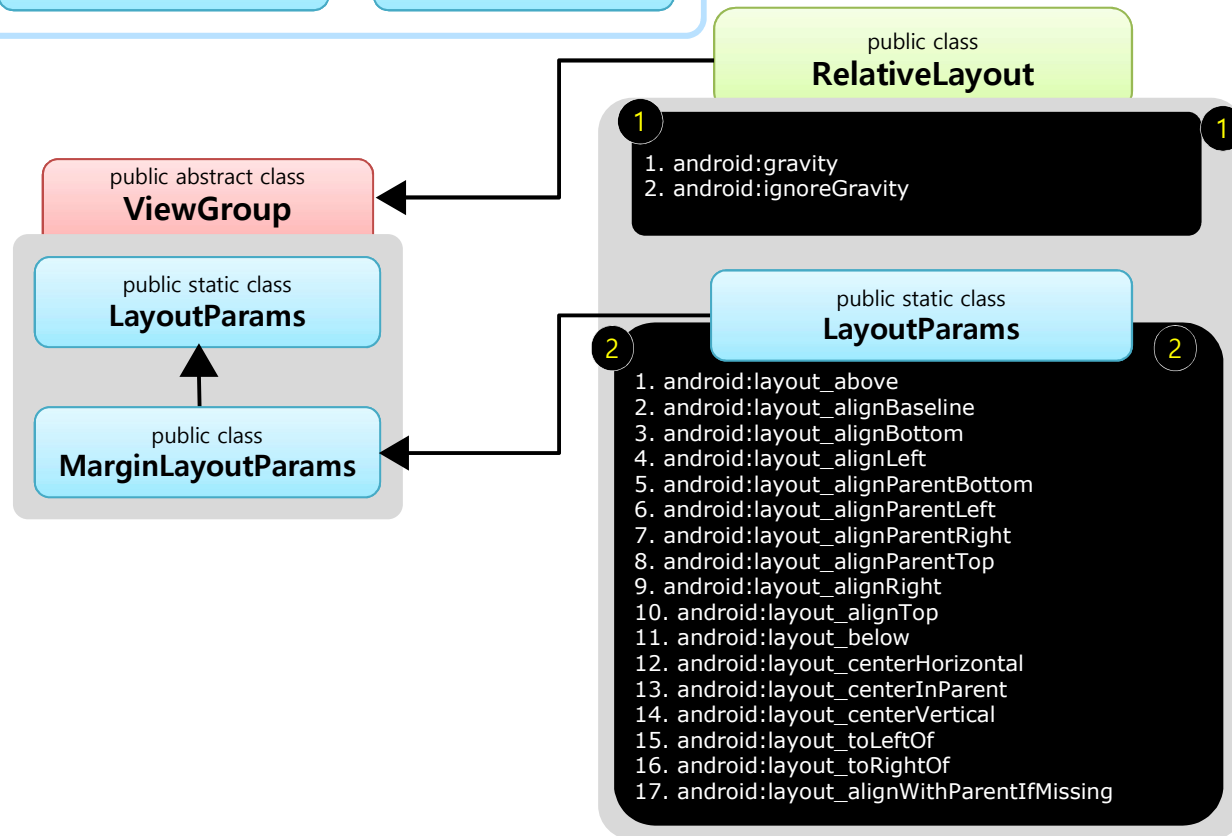 public class
RelativeLayout
1
1
1. android:gravity
2. android:ignoreGravity
public abstract class
ViewGroup
public static class
LayoutParams
public class
MarginLayoutParams
public static class
LayoutParams
2
2
1. android:layout_above
2. android:layout_alignBaseline
3. android:layout_alignBottom
4. android:layout_alignLeft
5. android:layout_alignParentBottom
6. android:layout_alignParentLeft
7. android:layout_alignParentRight
8. android:layout_alignParentTop
9. android:layout_alignRight
10. android:layout_alignTop
11. android:layout_below
12. android:layout_centerHorizontal
13. android:layout_centerInParent
14. android:layout_centerVertical
15. android:layout_toLeftOf
16. android:layout_toRightOf
17. android:layout_alignWithParentIfMissing